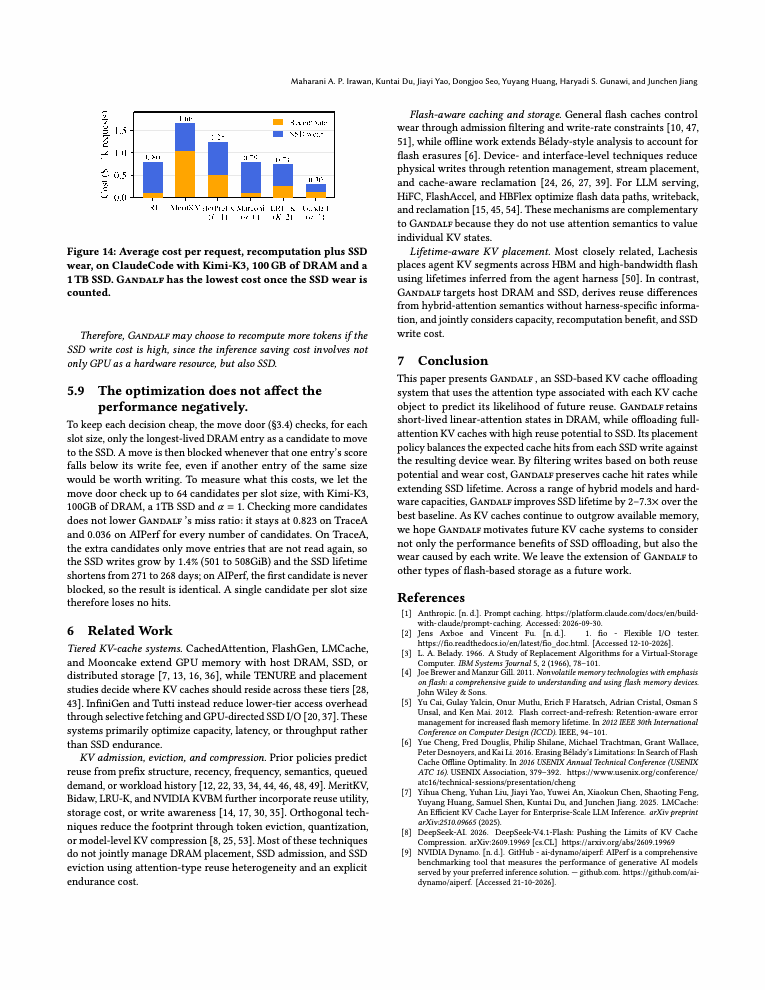 Maharani A. P. Irawan, Kuntai Du, Jiayi Yao, Dongjoo Seo, Yuyang Huang, Haryadi S. Gunawi, and Junchen Jiang
1.5
1.0
0.5
0.0
Figure 14: Average cost per request, recomputation plus SSD
wear, on ClaudeCode with Kimi-K3, 100 GB of DRAM and a
1 TB SSD. Gandalf has the lowest cost once the SSD wear is
counted.
Therefore, Gandalf may choose to recompute more tokens if the
SSD write cost is high, since the inference saving cost involves not
only GPU as a hardware resource, but also SSD.
5.9 The optimization does not affect the
performance negatively.
To keep each decision cheap, the move door (§3.4) checks, for each
slot size, only the longest-lived DRAM entry as a candidate to move
to the SSD. A move is then blocked whenever that one entry's score
falls below its write fee, even if another entry of the same size
would be worth writing. To measure what this costs, we let the
move door check up to 64 candidates per slot size, with Kimi-K3,
100GB of DRAM, a 1TB SSD and α = 1. Checking more candidates
does not lower Gandalf 's miss ratio: it stays at 0.823 on TraceA
and 0.036 on AIPerf for every number of candidates. On TraceA,
the extra candidates only move entries that are not read again, so
the SSD writes grow by 1.4% (501 to 508GiB) and the SSD lifetime
shortens from 271 to 268 days; on AIPerf, the first candidate is never
blocked, so the result is identical. A single candidate per slot size
therefore loses no hits.
6 Related Work
Tiered KV-cache systems. CachedAttention, FlashGen, LMCache,
and Mooncake extend GPU memory with host DRAM, SSD, or
distributed storage [7, 13, 16, 36], while TENURE and placement
studies decide where KV caches should reside across these tiers [28,
43]. InfiniGen and Tutti instead reduce lower-tier access overhead
through selective fetching and GPU-directed SSD I/O [20, 37]. These
systems primarily optimize capacity, latency, or throughput rather
than SSD endurance.
KV admission, eviction, and compression. Prior policies predict
reuse from prefix structure, recency, frequency, semantics, queued
demand, or workload history [12, 22, 33, 34, 44, 46, 48, 49]. MeritKV,
Bidaw, LRU-K, and NVIDIA KVBM further incorporate reuse utility,
storage cost, or write awareness [14, 17, 30, 35]. Orthogonal tech-
niques reduce the footprint through token eviction, quantization,
or model-level KV compression [8, 25, 53]. Most of these techniques
do not jointly manage DRAM placement, SSD admission, and SSD
eviction using attention-type reuse heterogeneity and an explicit
endurance cost.
Flash-aware caching and storage. General flash caches control
wear through admission filtering and write-rate constraints [10, 47,
51], while offline work extends Bélady-style analysis to account for
flash erasures [6]. Device- and interface-level techniques reduce
physical writes through retention management, stream placement,
and cache-aware reclamation [24, 26, 27, 39]. For LLM serving,
HiFC, FlashAccel, and HBFlex optimize flash data paths, writeback,
and reclamation [15, 45, 54]. These mechanisms are complementary
to Gandalf because they do not use attention semantics to value
individual KV states.
Lifetime-aware KV placement. Most closely related, Lachesis
places agent KV segments across HBM and high-bandwidth flash
using lifetimes inferred from the agent harness [50]. In contrast,
Gandalf targets host DRAM and SSD, derives reuse differences
from hybrid-attention semantics without harness-specific informa-
tion, and jointly considers capacity, recomputation benefit, and SSD
write cost.
7 Conclusion
This paper presents Gandalf , an SSD-based KV cache offloading
system that uses the attention type associated with each KV cache
object to predict its likelihood of future reuse. Gandalf retains
short-lived linear-attention states in DRAM, while offloading full-
attention KV caches with high reuse potential to SSD. Its placement
policy balances the expected cache hits from each SSD write against
the resulting device wear. By filtering writes based on both reuse
potential and wear cost, Gandalf preserves cache hit rates while
extending SSD lifetime. Across a range of hybrid models and hard-
ware capacities, Gandalf improves SSD lifetime by 2–7.3× over the
best baseline. As KV caches continue to outgrow available memory,
we hope Gandalf motivates future KV cache systems to consider
not only the performance benefits of SSD offloading, but also the
wear caused by each write. We leave the extension of Gandalf to
other types of flash-based storage as a future work.
References
[1] Anthropic. [n. d.]. Prompt caching. https://platform.claude.com/docs/en/build-
with-claude/prompt-caching. Accessed: 2026-09-30.
[2] Jens Axboe and Vincent Fu. [n. d.]. 1. fio - Flexible I/O tester.
https://fio.readthedocs.io/en/latest/fio_doc.html. [Accessed 12-10-2026].
[3] L. A. Belady. 1966. A Study of Replacement Algorithms for a Virtual-Storage
Computer. IBM Systems Journal 5, 2 (1966), 78–101.
[4] Joe Brewer and Manzur Gill. 2011. Nonvolatile memory technologies with emphasis
on flash: a comprehensive guide to understanding and using flash memory devices.
John Wiley & Sons.
[5] Yu Cai, Gulay Yalcin, Onur Mutlu, Erich F Haratsch, Adrian Cristal, Osman S
Unsal, and Ken Mai. 2012. Flash correct-and-refresh: Retention-aware error
management for increased flash memory lifetime. In 2012 IEEE 30th International
Conference on Computer Design (ICCD). IEEE, 94–101.
[6] Yue Cheng, Fred Douglis, Philip Shilane, Michael Trachtman, Grant Wallace,
Peter Desnoyers, and Kai Li. 2016. Erasing Bélady's Limitations: In Search of Flash
Cache Offline Optimality. In 2016 USENIX Annual Technical Conference (USENIX
ATC 16). USENIX Association, 379–392. https://www.usenix.org/conference/
atc16/technical-sessions/presentation/cheng
[7] Yihua Cheng, Yuhan Liu, Jiayi Yao, Yuwei An, Xiaokun Chen, Shaoting Feng,
Yuyang Huang, Samuel Shen, Kuntai Du, and Junchen Jiang. 2025. LMCache:
An Efficient KV Cache Layer for Enterprise-Scale LLM Inference. arXiv preprint
arXiv:2510.09665 (2025).
[8] DeepSeek-AI. 2026. DeepSeek-V4.1-Flash: Pushing the Limits of KV Cache
Compression. arXiv:2609.19969 [cs.CL] https://arxiv.org/abs/2609.19969
[9] NVIDIA Dynamo. [n. d.]. GitHub - ai-dynamo/aiperf: AIPerf is a comprehensive
benchmarking tool that measures the performance of generative AI models
served by your preferred inference solution. — github.com. https://github.com/ai-
dynamo/aiperf. [Accessed 21-10-2026].